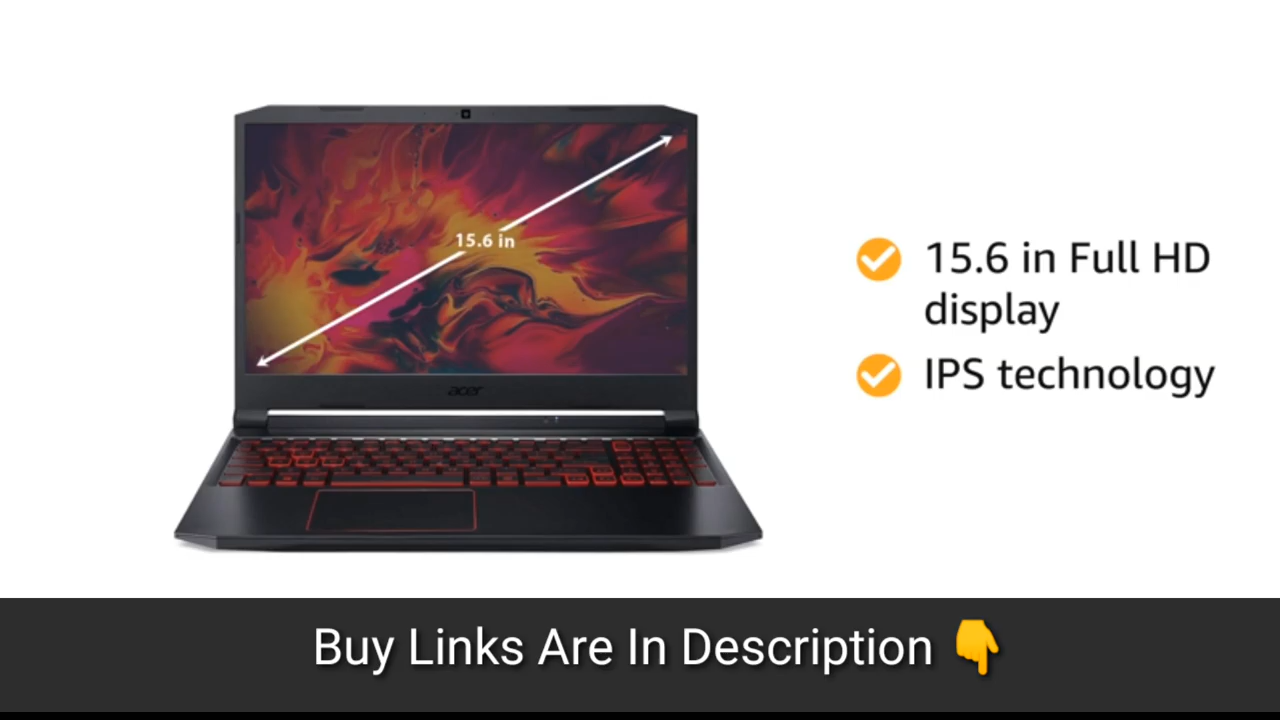 15.6 in
acer
15.6 in Full HD
display
IPS technology
Buy Links Are In Description 👇